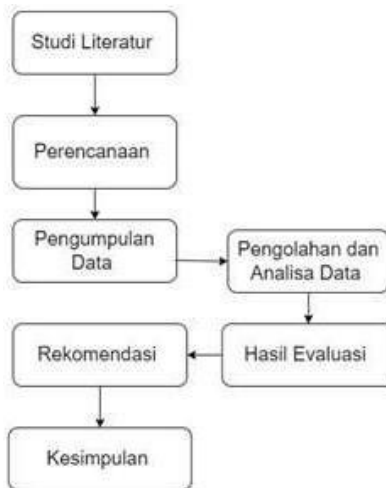 Studi Literatur
Perencanaan
Pengumpulan
Data
Pengolahan dan
Analisa Data
Hasil Evaluasi
Rekomendasi
Kesimpulan